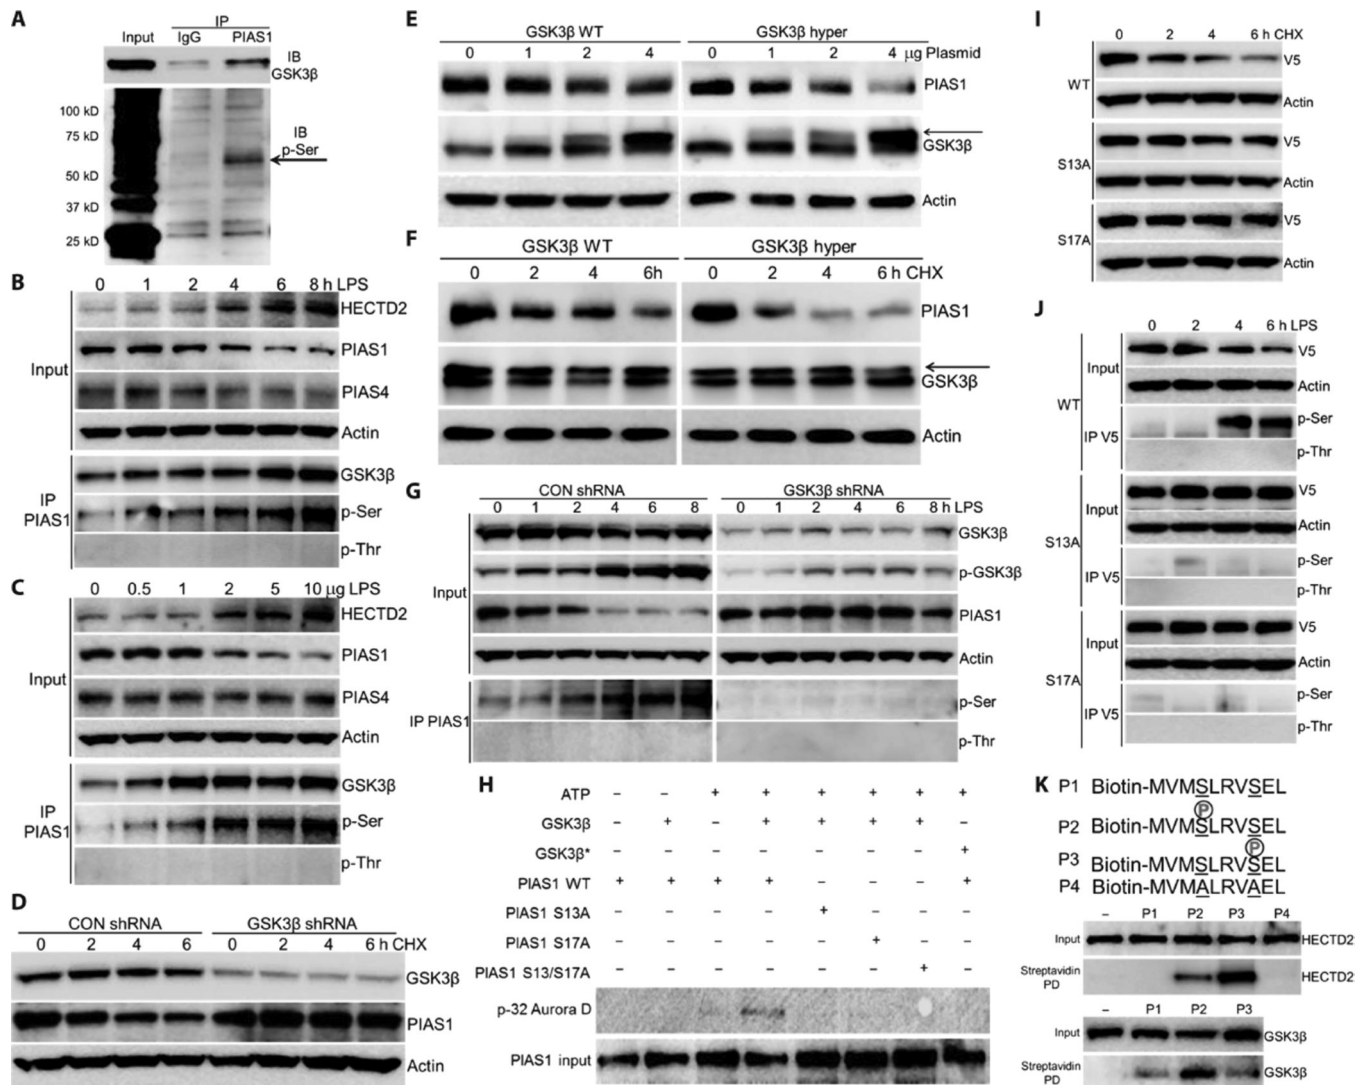 A
IP
Input IgG PIAS1
IB
GSK3β
100 kD
75 kD
IB
p-Ser
50 kD
37 kD
25 kD
B
0 1 2 4 6 8 h LPS
HECTD2
Input
PIAS1
PIAS4
Actin
IP
PIAS1
GSK3β
p-Ser
p-Thr
C
0 0.5 1 2 5 10 μg LPS
HECTD2
Input
PIAS1
PIAS4
Actin
IP
PIAS1
GSK3β
p-Ser
p-Thr
D
CON shRNA GSK3β shRNA
0 2 4 6 0 2 4 6 h CHX
GSK3β
PIAS1
Actin
E
GSK3β WT GSK3β hyper
0 1 2 4 0 1 2 4 μg Plasmid
PIAS1
GSK3β
Actin
F
GSK3β WT GSK3β hyper
0 2 4 6h 0 2 4 6 h CHX
PIAS1
GSK3β
Actin
G
CON shRNA GSK3β shRNA
0 1 2 4 6 8 0 1 2 4 6 8 h LPS
GSK3β
Input
p-GSK3β
PIAS1
Actin
IP PIAS1
p-Ser
p-Thr
H
ATP – – + + + + + +
GSK3β – + – + + + + –
GSK3β* – – – – – – – +
PIAS1 WT + + + + – – – +
PIAS1 S13A – – – – + – – –
PIAS1 S17A – – – – – + – –
PIAS1 S13/S17A – – – – – – + –
p-32 Aurora D
PIAS1 input
I
0 2 4 6 h CHX
WT
V5
Actin
S13A
V5
Actin
S17A
V5
Actin
J
0 2 4 6 h LPS
WT
Input
V5
Actin
IP V5
p-Ser
p-Thr
S13A
Input
V5
Actin
IP V5
p-Ser
p-Thr
S17A
Input
V5
Actin
IP V5
p-Ser
p-Thr
K
P1 Biotin-MVMSLRVSEL
P
P2 Biotin-MVMSLRVSEL
P
P3 Biotin-MVMSLRVSEL
P4 Biotin-MVMALRVAEL
– P1 P2 P3 P4
Input HECTD2
Streptavidin
PD
HECTD2
– P1 P2 P3
Input GSK3β
Streptavidin
PD
GSK3β